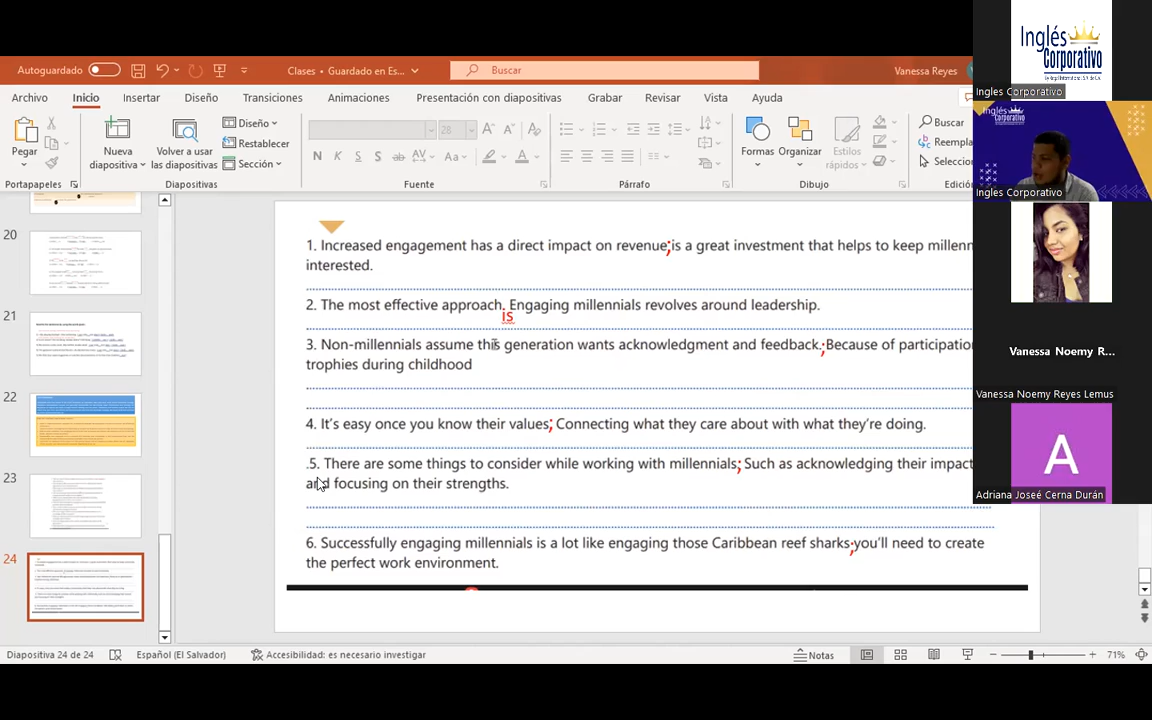 Autoguardado
Clases • Guardado en Es...
Buscar
Vanessa Reyes
Archivo Inicio Insertar Diseño Transiciones Animaciones Presentación con diapositivas Grabar Revisar Vista Ayuda
Pegar
Nueva diapositiva
Volver a usar las diapositivas
Diseño
Restablecer
Sección
28
N K S S ab AV Aa A
Formas
Organizar
Estilos rápidos
Buscar
Reempla
Seleccio
Portapapeles Diapositivas Fuente Párrafo Dibujo Edició
20
21
22
23
24
1. Increased engagement has a direct impact on revenue;is a great investment that helps to keep millenn
interested.
2. The most effective approach. Engaging millennials revolves around leadership.
is
3. Non-millennials assume this generation wants acknowledgment and feedback.;Because of participatio
trophies during childhood
4. It's easy once you know their values; Connecting what they care about with what they're doing.
.5. There are some things to consider while working with millennials; Such as acknowledging their impact
and focusing on their strengths.
6. Successfully engaging millennials is a lot like engaging those Caribbean reef sharks;you'll need to create
the perfect work environment.
Diapositiva 24 de 24
Español (El Salvador)
Accesibilidad: es necesario investigar
Notas
71%
Inglés
Corporativo
Ingles Corporativo
Inglés
Corporativo
Ingles Corporativo
Vanessa Noemy R...
Vanessa Noemy Reyes Lemus
A
Adriana Joseé Cerna Durán